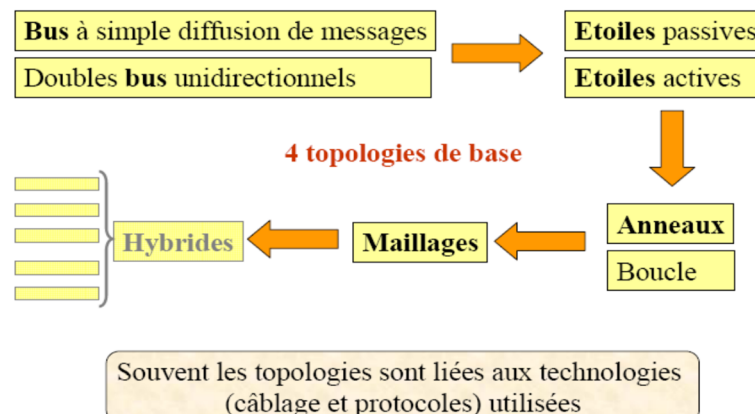 Bus à simple diffusion de messages
Doubles bus unidirectionnels
Etoiles passives
Etoiles actives
4 topologies de base
Anneaux
Boucle
Maillages
Hybrides
Souvent les topologies sont liées aux technologies
(câblage et protocoles) utilisées